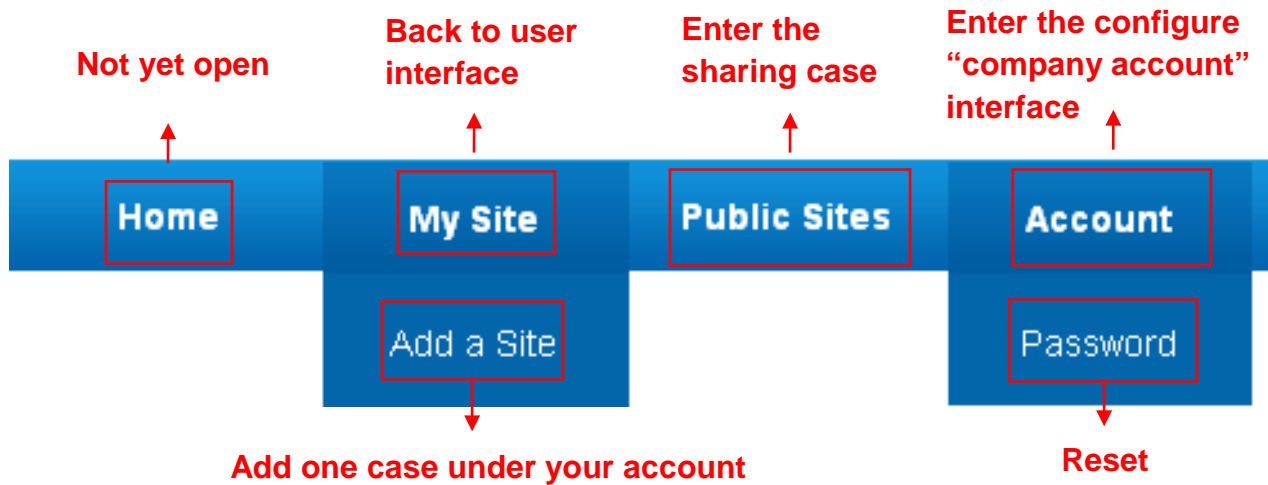 Not yet open
Back to user
interface
Enter the
sharing case
Enter the configure
“company account”
interface
Home
My Site
Public Sites
Account
Add a Site
Password
Add one case under your account
Reset